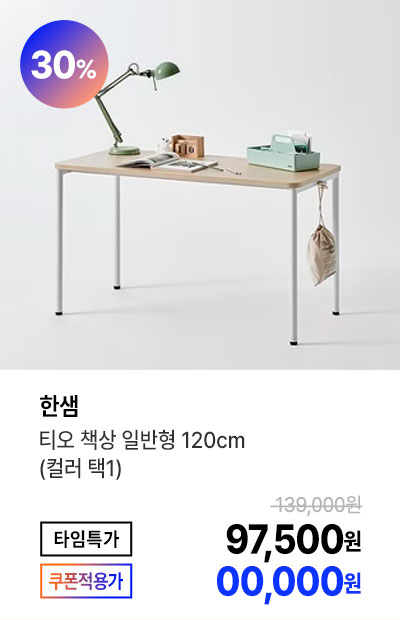 30%
한샘
티오 책상 일반형 120cm
(컬러 택1)
139,000원
타임특가 97,500원
쿠폰적용가 00,000원